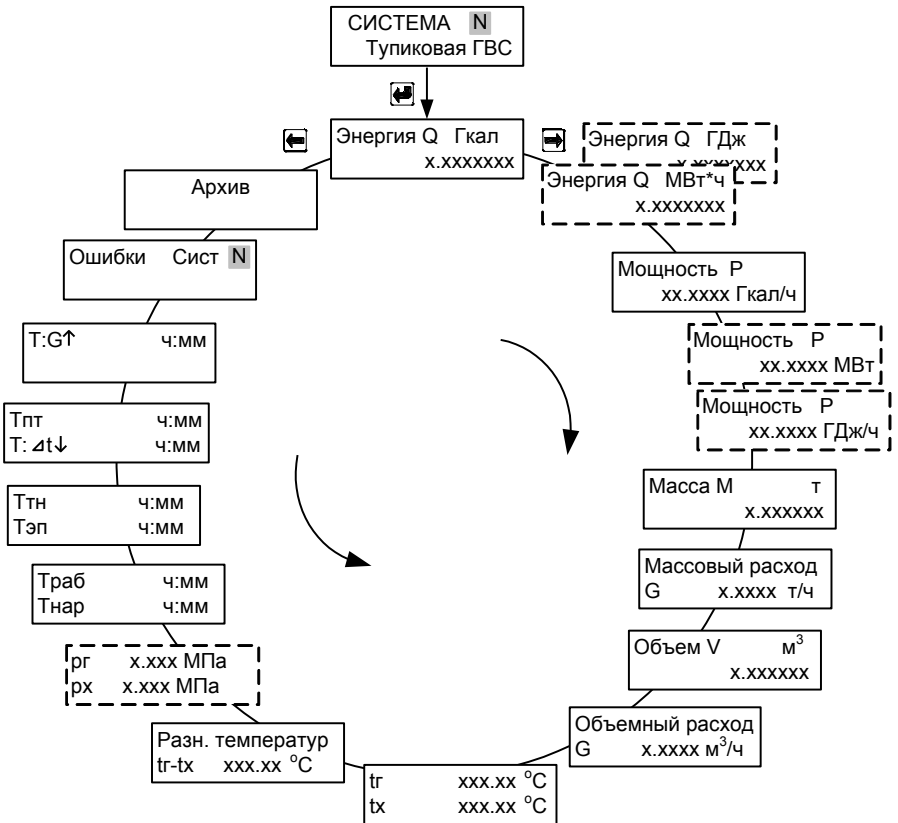 СИСТЕМА N
Тупиковая ГВС
Энергия Q Гкал
x.xxxxxxx
Энергия Q ГДж
x.xxxxxxx
Энергия Q МВт*ч
x.xxxxxxx
Мощность P
xx.xxxx Гкал/ч
Мощность P
xx.xxxx МВт
Мощность P
xx.xxxx ГДж/ч
Масса М т
x.xxxxxx
Массовый расход
G x.xxxx т/ч
Объем V м³
x.xxxxxx
Объемный расход
G x.xxxx м³/ч
tг xxx.xx °C
tх xxx.xx °C
Разн. температур
tг-tх xxx.xx °C
рг x.xxx МПа
рх x.xxx МПа
Траб ч:мм
Тнар ч:мм
Ттн ч:мм
Тэп ч:мм
Тпт ч:мм
T: ⊿t↓ ч:мм
T:G↑ ч:мм
Ошибки Сист N
Архив